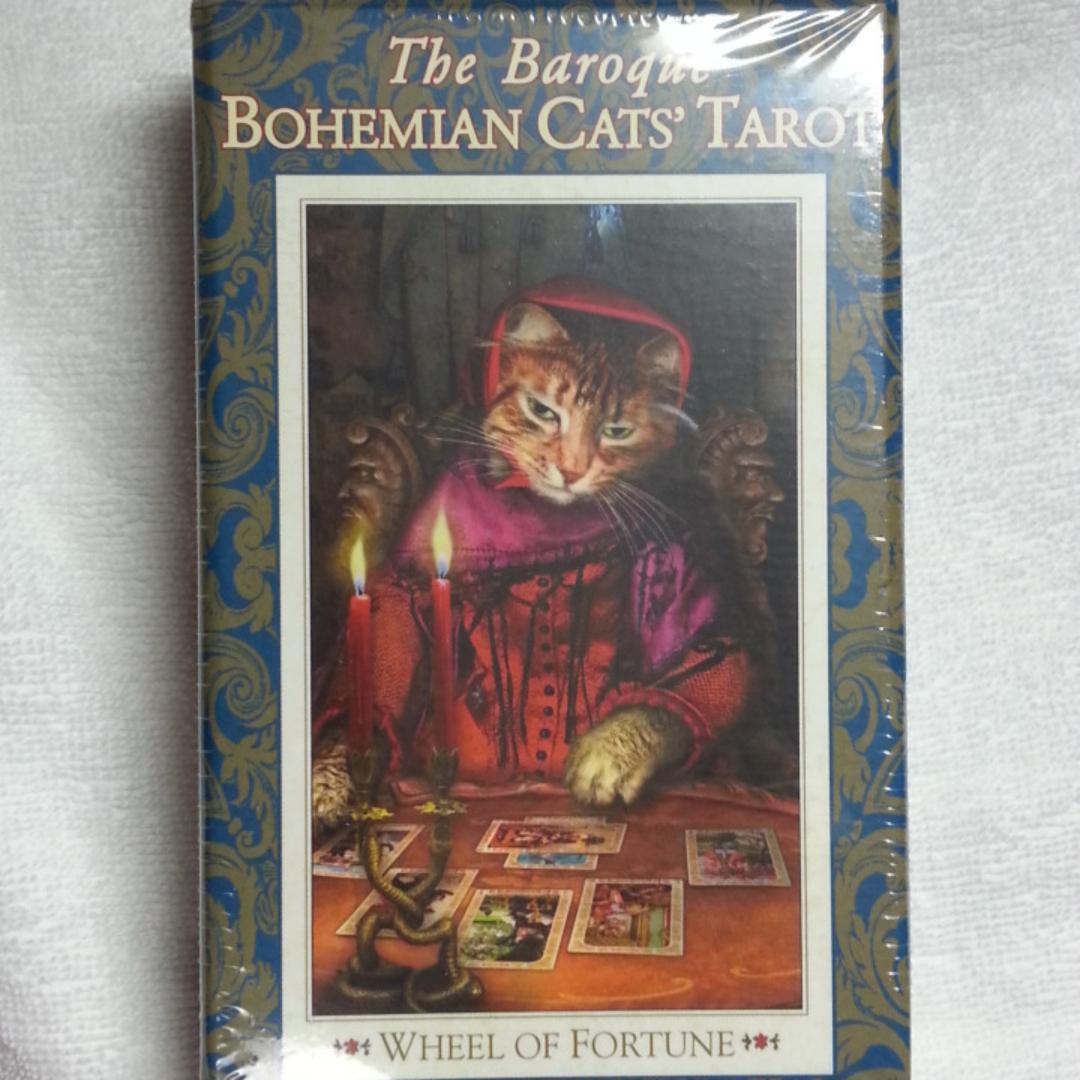 The Baroque
BOHEMIAN CATS' TAROT
WHEEL OF FORTUNE